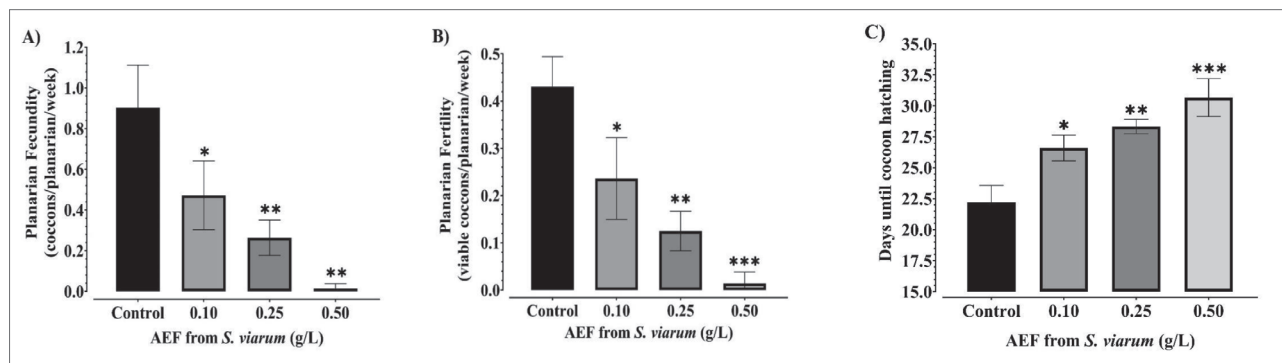 A)
Planarian Fecundity
(coccons/planarian/week)
1.2
1.0
0.8
0.6
0.4
0.2
0.0
*
**
**
Control 0.10 0.25 0.50
AEF from S. viarum (g/L)
B)
Planarian Fertility
(viable coccons/planarian/week)
0.5
0.4
0.3
0.2
0.1
0.0
*
**
***
Control 0.10 0.25 0.50
AEF from S. viarum (g/L)
C)
Days until cocoon hatching
35.0
32.5
30.0
27.5
25.0
22.5
20.0
17.5
15.0
*
**
***
Control 0.10 0.25 0.50
AEF from S. viarum (g/L)